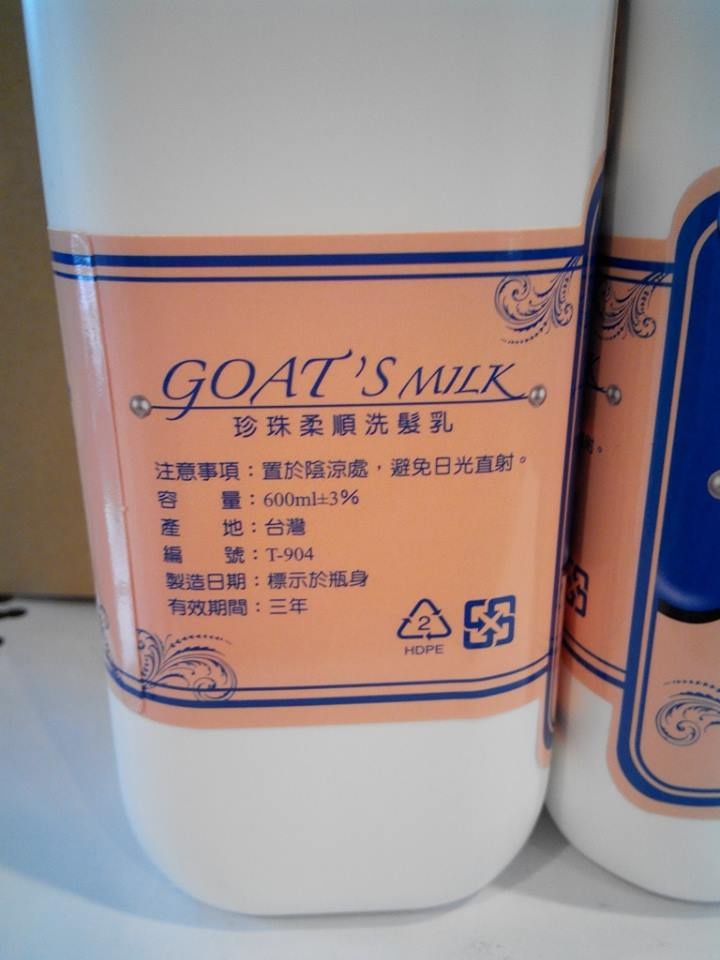 GOAT'S MILK
珍珠柔順洗髮乳
注意事項：置於陰涼處，避免日光直射。
容　　量：600ml±3%
產　　地：台灣
編　　號：T-904
製造日期：標示於瓶身
有效期間：三年
2
HDPE